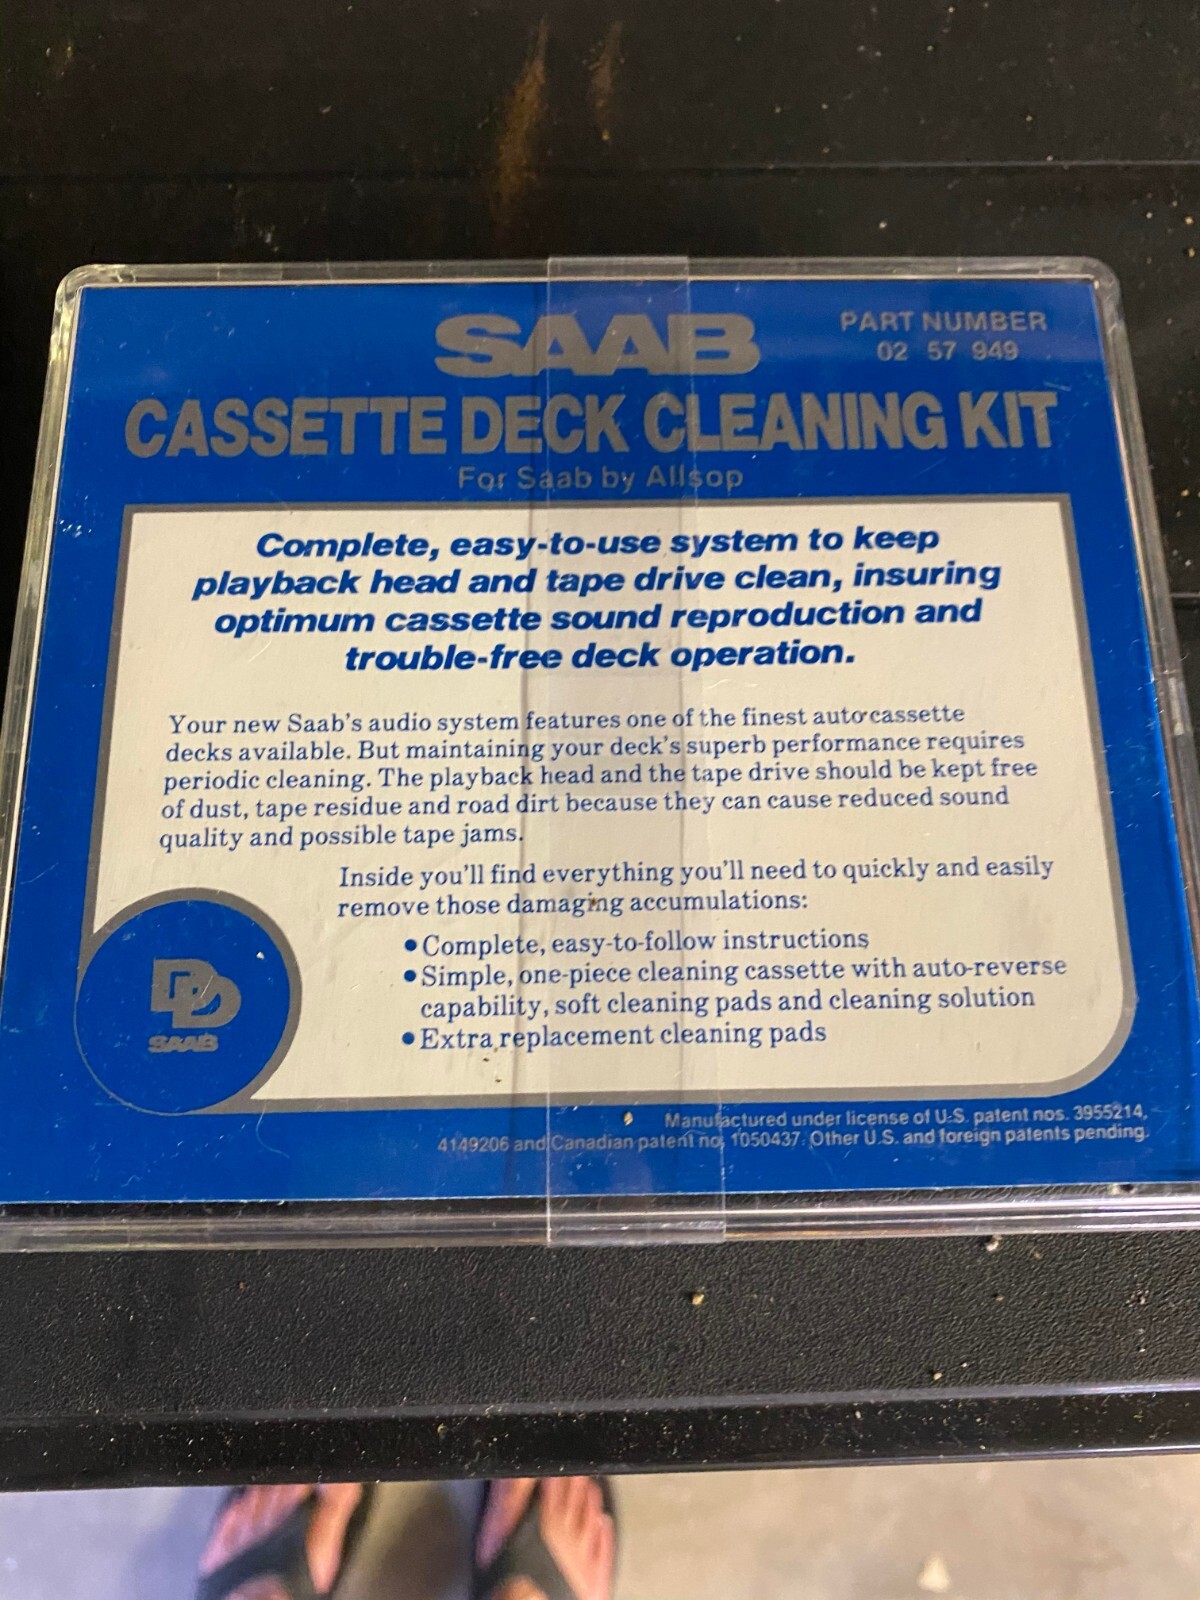 SAAB
PART NUMBER
02 57 949
CASSETTE DECK CLEANING KIT
For Saab by Allsop
Complete, easy-to-use system to keep
playback head and tape drive clean, insuring
optimum cassette sound reproduction and
trouble-free deck operation.
Your new Saab's audio system features one of the finest auto cassette
decks available. But maintaining your deck's superb performance requires
periodic cleaning. The playback head and the tape drive should be kept free
of dust, tape residue and road dirt because they can cause reduced sound
quality and possible tape jams.
Inside you'll find everything you'll need to quickly and easily
remove those damaging accumulations:
• Complete, easy-to-follow instructions
• Simple, one-piece cleaning cassette with auto-reverse
capability, soft cleaning pads and cleaning solution
• Extra replacement cleaning pads
SAAB
Manufactured under license of U.S. patent nos. 3955214,
4149206 and Canadian patent no. 1050437. Other U.S. and foreign patents pending.